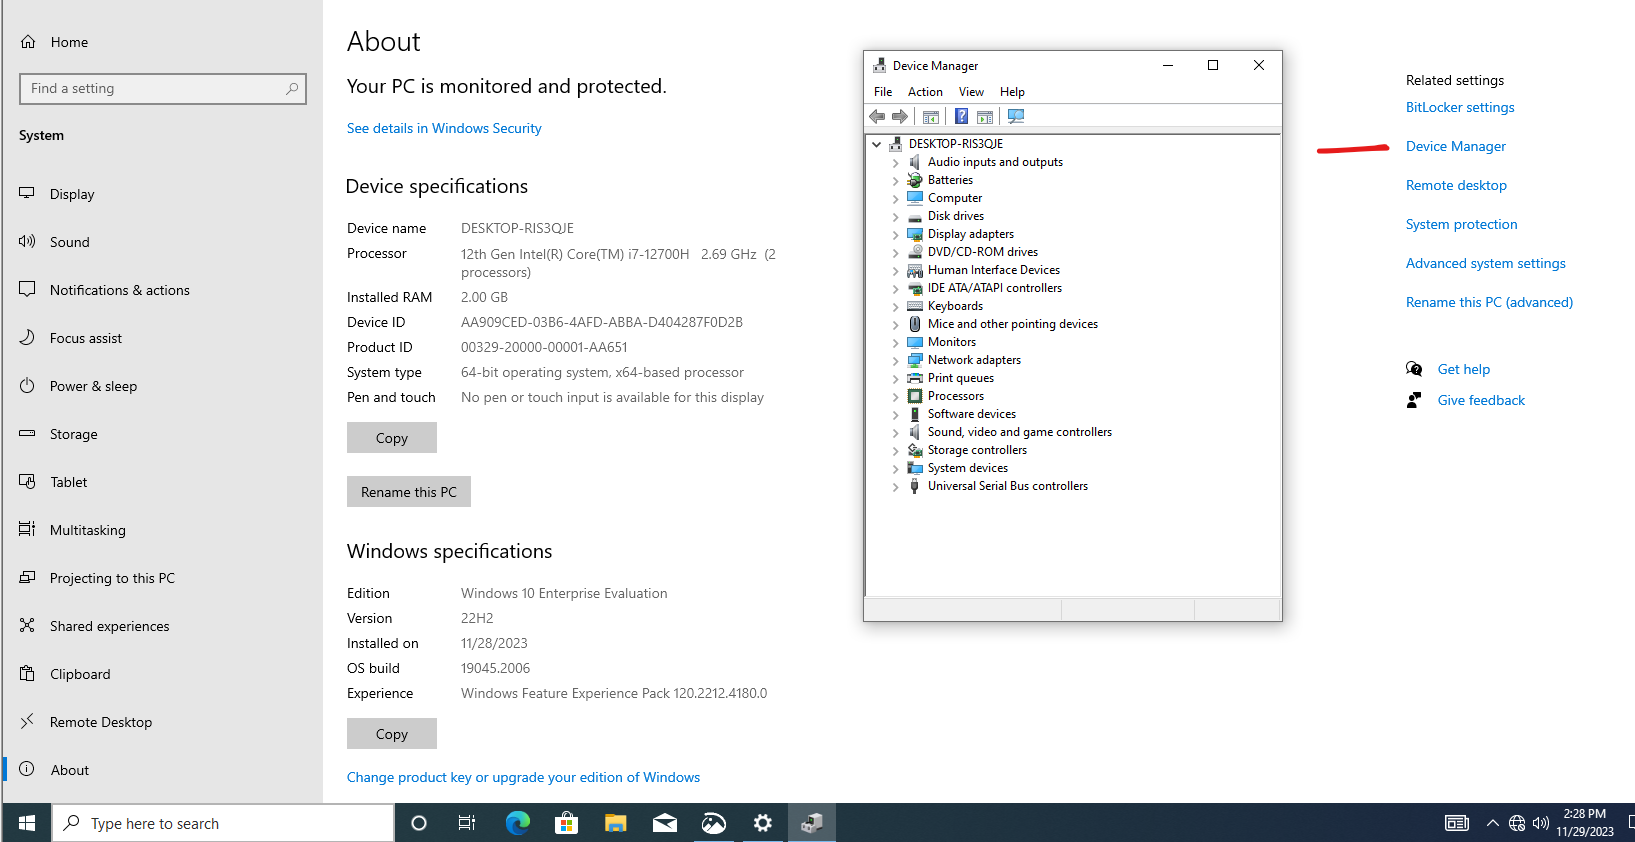 Home
Find a setting
System
Display
Sound
Notifications & actions
Focus assist
Power & sleep
Storage
Tablet
Multitasking
Projecting to this PC
Shared experiences
Clipboard
Remote Desktop
About
About
Your PC is monitored and protected.
See details in Windows Security
Device specifications
Device name DESKTOP-RIS3QJE
Processor 12th Gen Intel(R) Core(TM) i7-12700H 2.69 GHz (2
processors)
Installed RAM 2.00 GB
Device ID AA909CED-03B6-4AFD-ABBA-D404287F0D2B
Product ID 00329-20000-00001-AA651
System type 64-bit operating system, x64-based processor
Pen and touch No pen or touch input is available for this display
Copy
Rename this PC
Windows specifications
Edition Windows 10 Enterprise Evaluation
Version 22H2
Installed on 11/28/2023
OS build 19045.2006
Experience Windows Feature Experience Pack 120.2212.4180.0
Copy
Change product key or upgrade your edition of Windows
Device Manager
File Action View Help
DESKTOP-RIS3QJE
Audio inputs and outputs
Batteries
Computer
Disk drives
Display adapters
DVD/CD-ROM drives
Human Interface Devices
IDE ATA/ATAPI controllers
Keyboards
Mice and other pointing devices
Monitors
Network adapters
Print queues
Processors
Software devices
Sound, video and game controllers
Storage controllers
System devices
Universal Serial Bus controllers
Related settings
BitLocker settings
Device Manager
Remote desktop
System protection
Advanced system settings
Rename this PC (advanced)
Get help
Give feedback
Type here to search
2:28 PM
11/29/2023